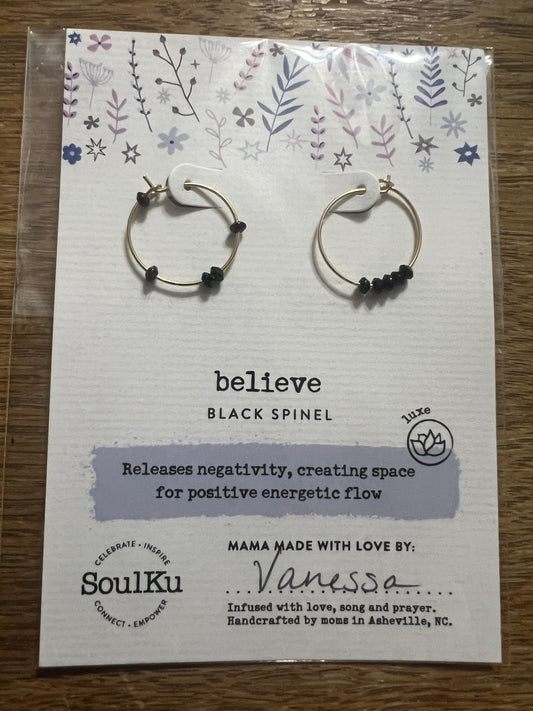 believe
BLACK SPINEL
luxe
Releases negativity, creating space
for positive energetic flow
CELEBRATE • INSPIRE
SoulKu
CONNECT • EMPOWER
MAMA MADE WITH LOVE BY:
Vanessa
Infused with love, song and prayer.
Handcrafted by moms in Asheville, NC.